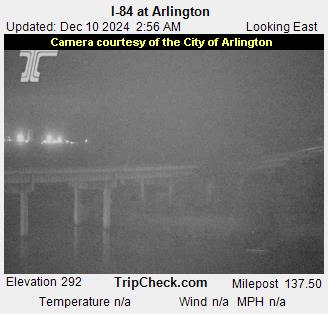 I-84 at Arlington
Updated: Dec 10 2024 2:56 AM Looking East
Camera courtesy of the City of Arlington
Elevation 292 TripCheck.com Milepost 137.50
Temperature n/a Wind n/a MPH n/a